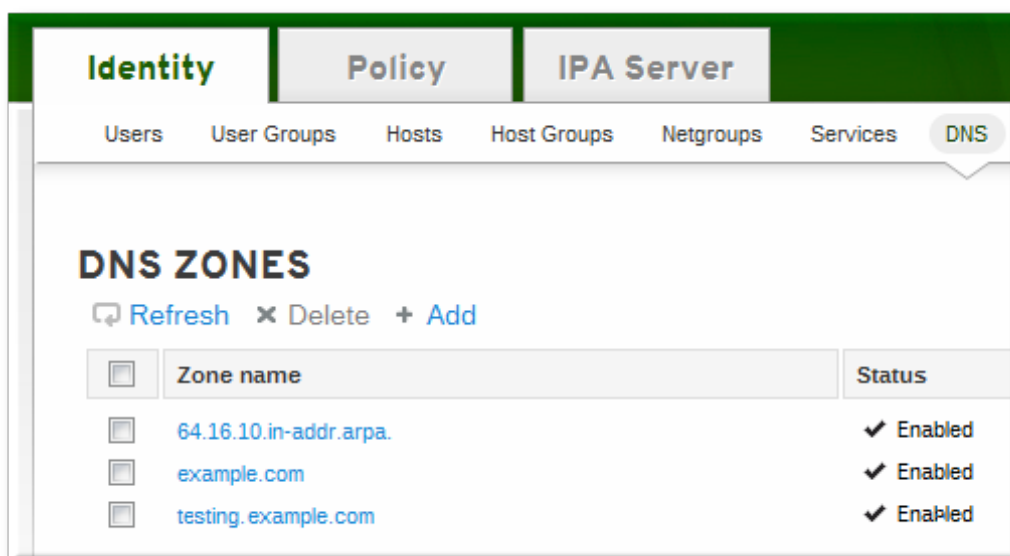 Identity Policy IPA Server
Users User Groups Hosts Host Groups Netgroups Services DNS
DNS ZONES
Refresh Delete + Add
Zone name Status
64.16.10.in-addr.arpa. Enabled
example.com Enabled
testing.example.com Enabled